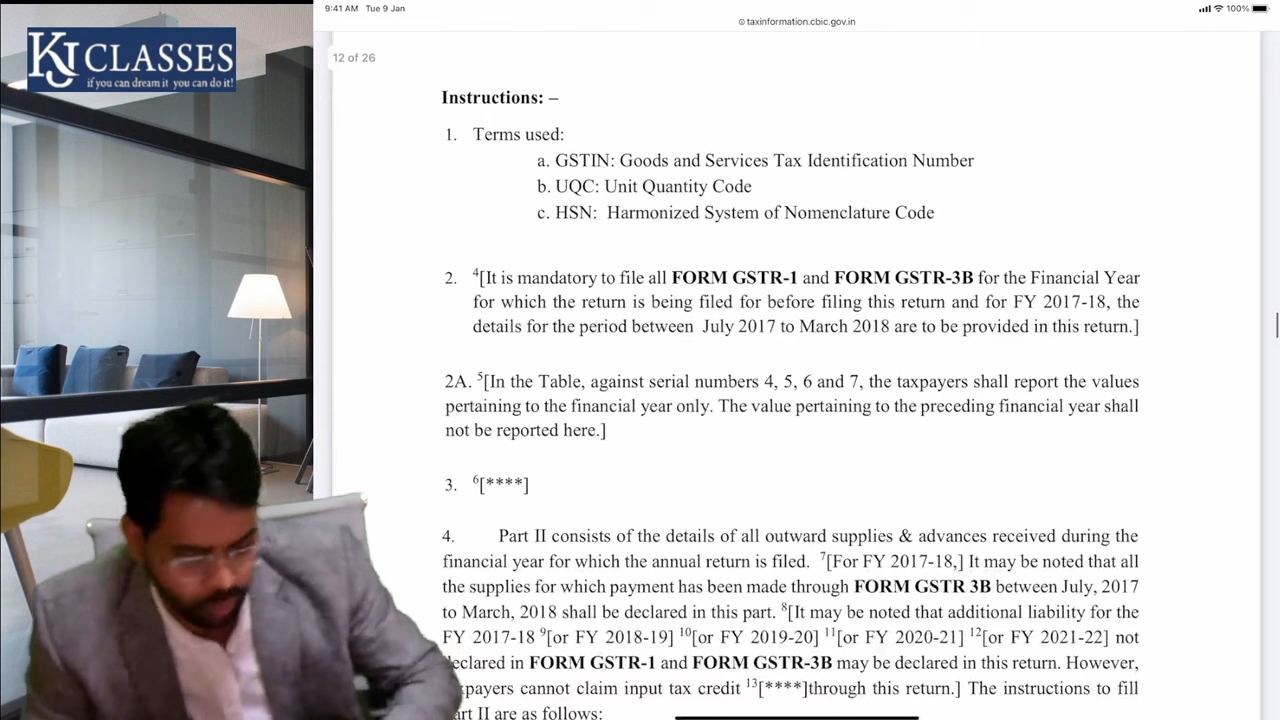 9:41 AM Tue 9 Jan
100%
taxinformation.cbic.gov.in
KJ CLASSES
if you can dream it you can do it!
12 of 26
Instructions: –
1. Terms used:
a. GSTIN: Goods and Services Tax Identification Number
b. UQC: Unit Quantity Code
c. HSN: Harmonized System of Nomenclature Code
2. 4[It is mandatory to file all FORM GSTR-1 and FORM GSTR-3B for the Financial Year
for which the return is being filed for before filing this return and for FY 2017-18, the
details for the period between July 2017 to March 2018 are to be provided in this return.]
2A. 5[In the Table, against serial numbers 4, 5, 6 and 7, the taxpayers shall report the values
pertaining to the financial year only. The value pertaining to the preceding financial year shall
not be reported here.]
3. 6[****]
4. Part II consists of the details of all outward supplies & advances received during the
financial year for which the annual return is filed. 7[For FY 2017-18,] It may be noted that all
the supplies for which payment has been made through FORM GSTR 3B between July, 2017
to March, 2018 shall be declared in this part. 8[It may be noted that additional liability for the
FY 2017-18 9[or FY 2018-19] 10[or FY 2019-20] 11[or FY 2020-21] 12[or FY 2021-22] not
eclared in FORM GSTR-1 and FORM GSTR-3B may be declared in this return. However,
xpayers cannot claim input tax credit 13[****]through this return.] The instructions to fill
art II are as follows: